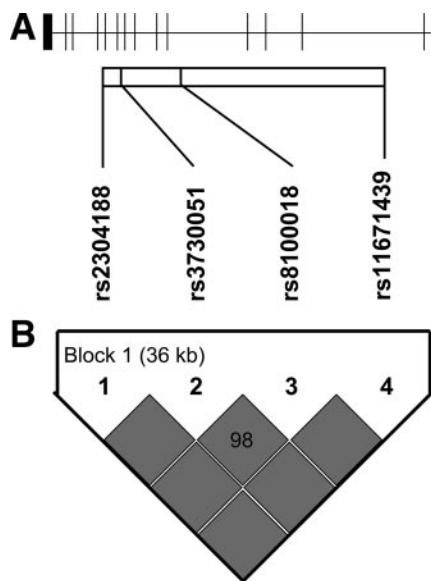 A
rs2304188
rs3730051
rs8100018
rs11671439
B
Block 1 (36 kb)
1 2 3 4
98